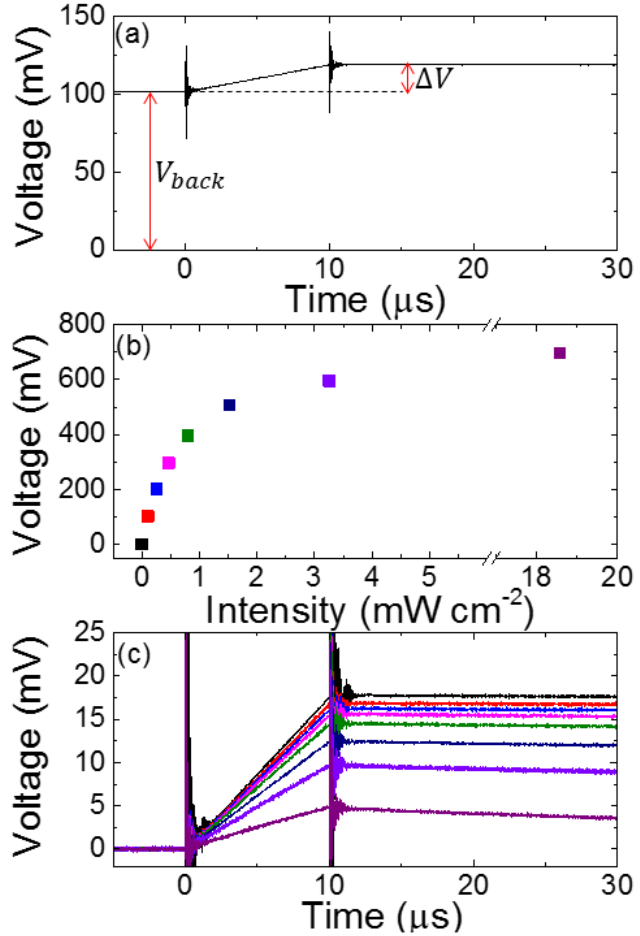 (a)
Voltage (mV)
150
100
50
0
ΔV
V_back
0 10 20 30
Time (μs)
(b)
Voltage (mV)
800
600
400
200
0
0 1 2 3 4 5 18 20
Intensity (mW cm⁻²)
(c)
Voltage (mV)
25
20
15
10
5
0
0 10 20 30
Time (μs)